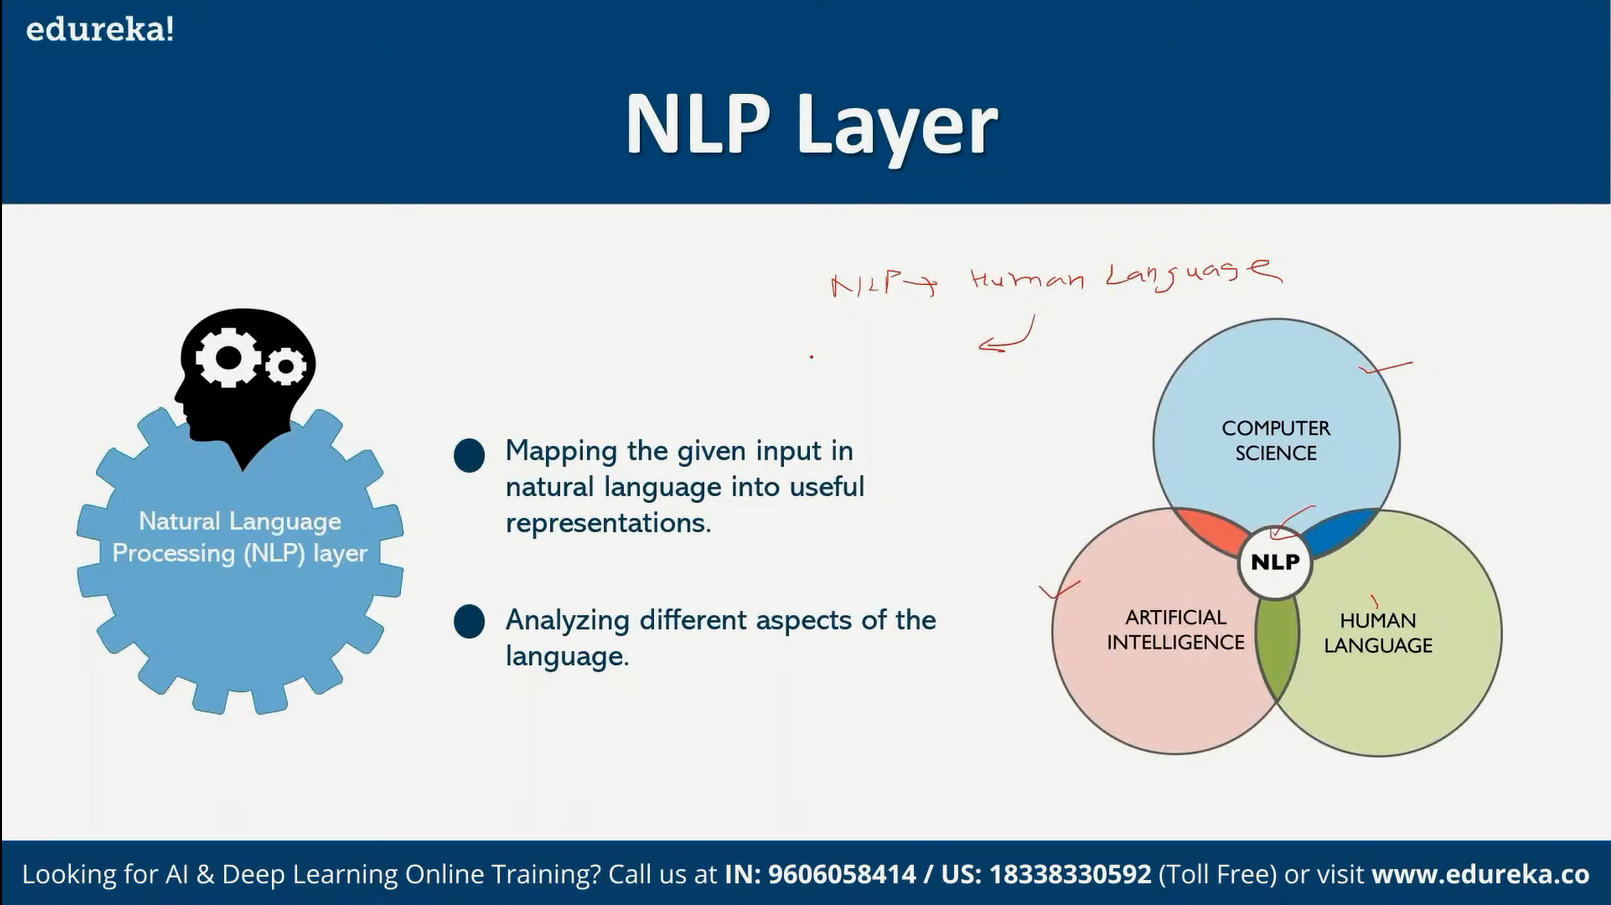 edureka!
NLP Layer
NLP → Human Language
Natural Language
Processing (NLP) layer
Mapping the given input in
natural language into useful
representations.
Analyzing different aspects of the
language.
COMPUTER
SCIENCE
NLP
ARTIFICIAL
INTELLIGENCE
HUMAN
LANGUAGE
Looking for AI & Deep Learning Online Training? Call us at IN: 9606058414 / US: 18338330592 (Toll Free) or visit www.edureka.co